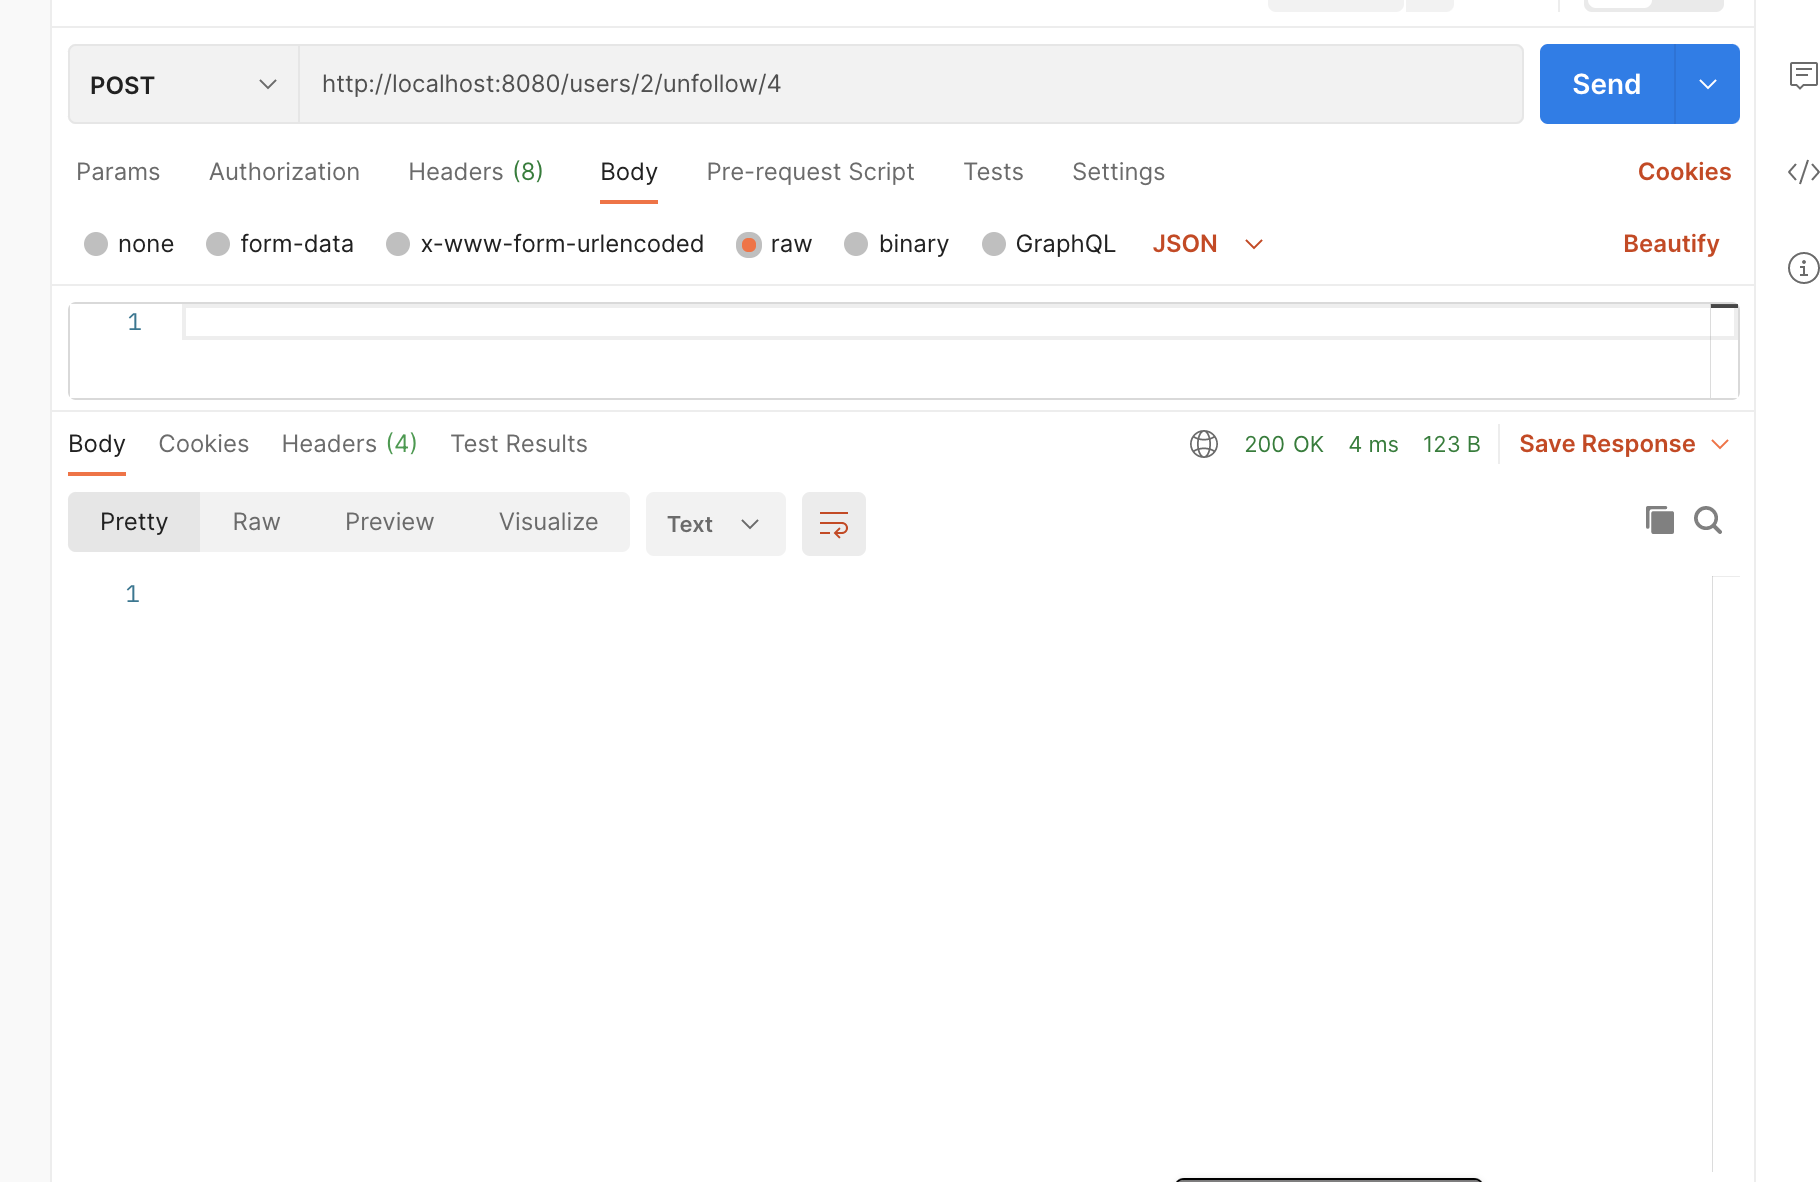 POST http://localhost:8080/users/2/unfollow/4 Send
Params Authorization Headers (8) Body Pre-request Script Tests Settings Cookies
none form-data x-www-form-urlencoded raw binary GraphQL JSON Beautify
1
Body Cookies Headers (4) Test Results 200 OK 4 ms 123 B Save Response
Pretty Raw Preview Visualize Text
1